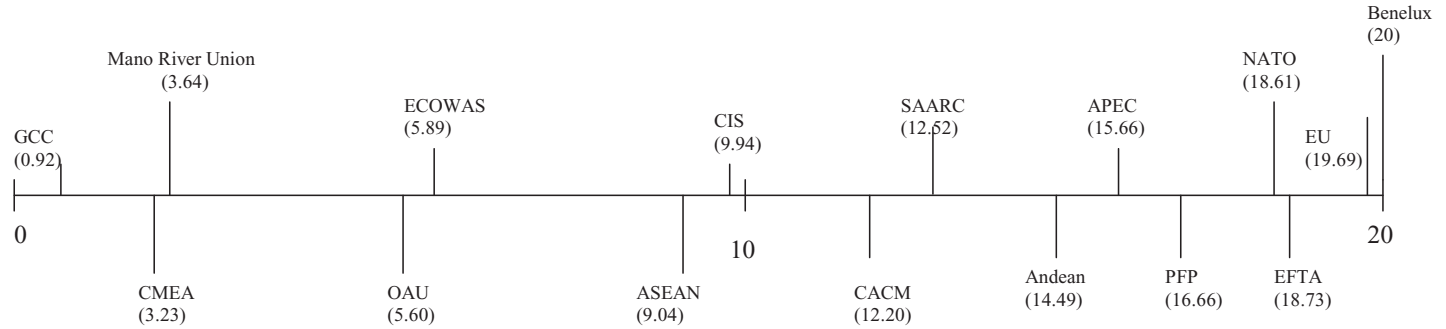 Benelux
(20)
Mano River Union
(3.64)
NATO
(18.61)
ECOWAS
(5.89)
SAARC
(12.52)
APEC
(15.66)
CIS
(9.94)
GCC
(0.92)
EU
(19.69)
0
10
20
CMEA
(3.23)
OAU
(5.60)
ASEAN
(9.04)
CACM
(12.20)
Andean
(14.49)
PFP
(16.66)
EFTA
(18.73)